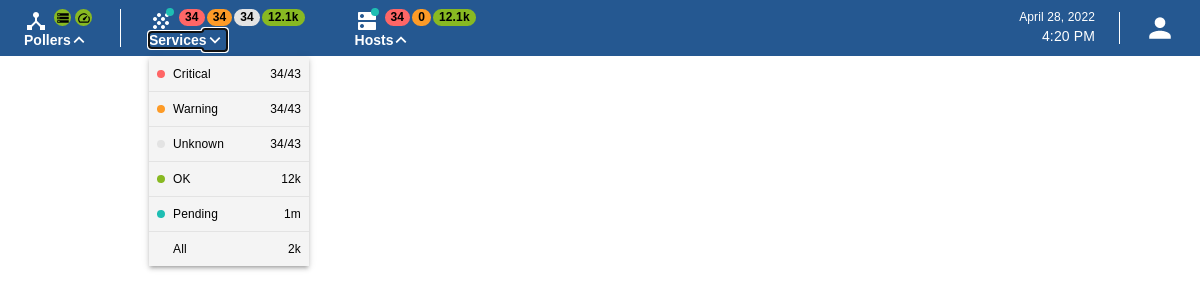 34 34 34 12.1k 34 0 12.1k April 28, 2022
Pollers Services Hosts 4:20 PM
Critical 34/43
Warning 34/43
Unknown 34/43
OK 12k
Pending 1m
All 2k